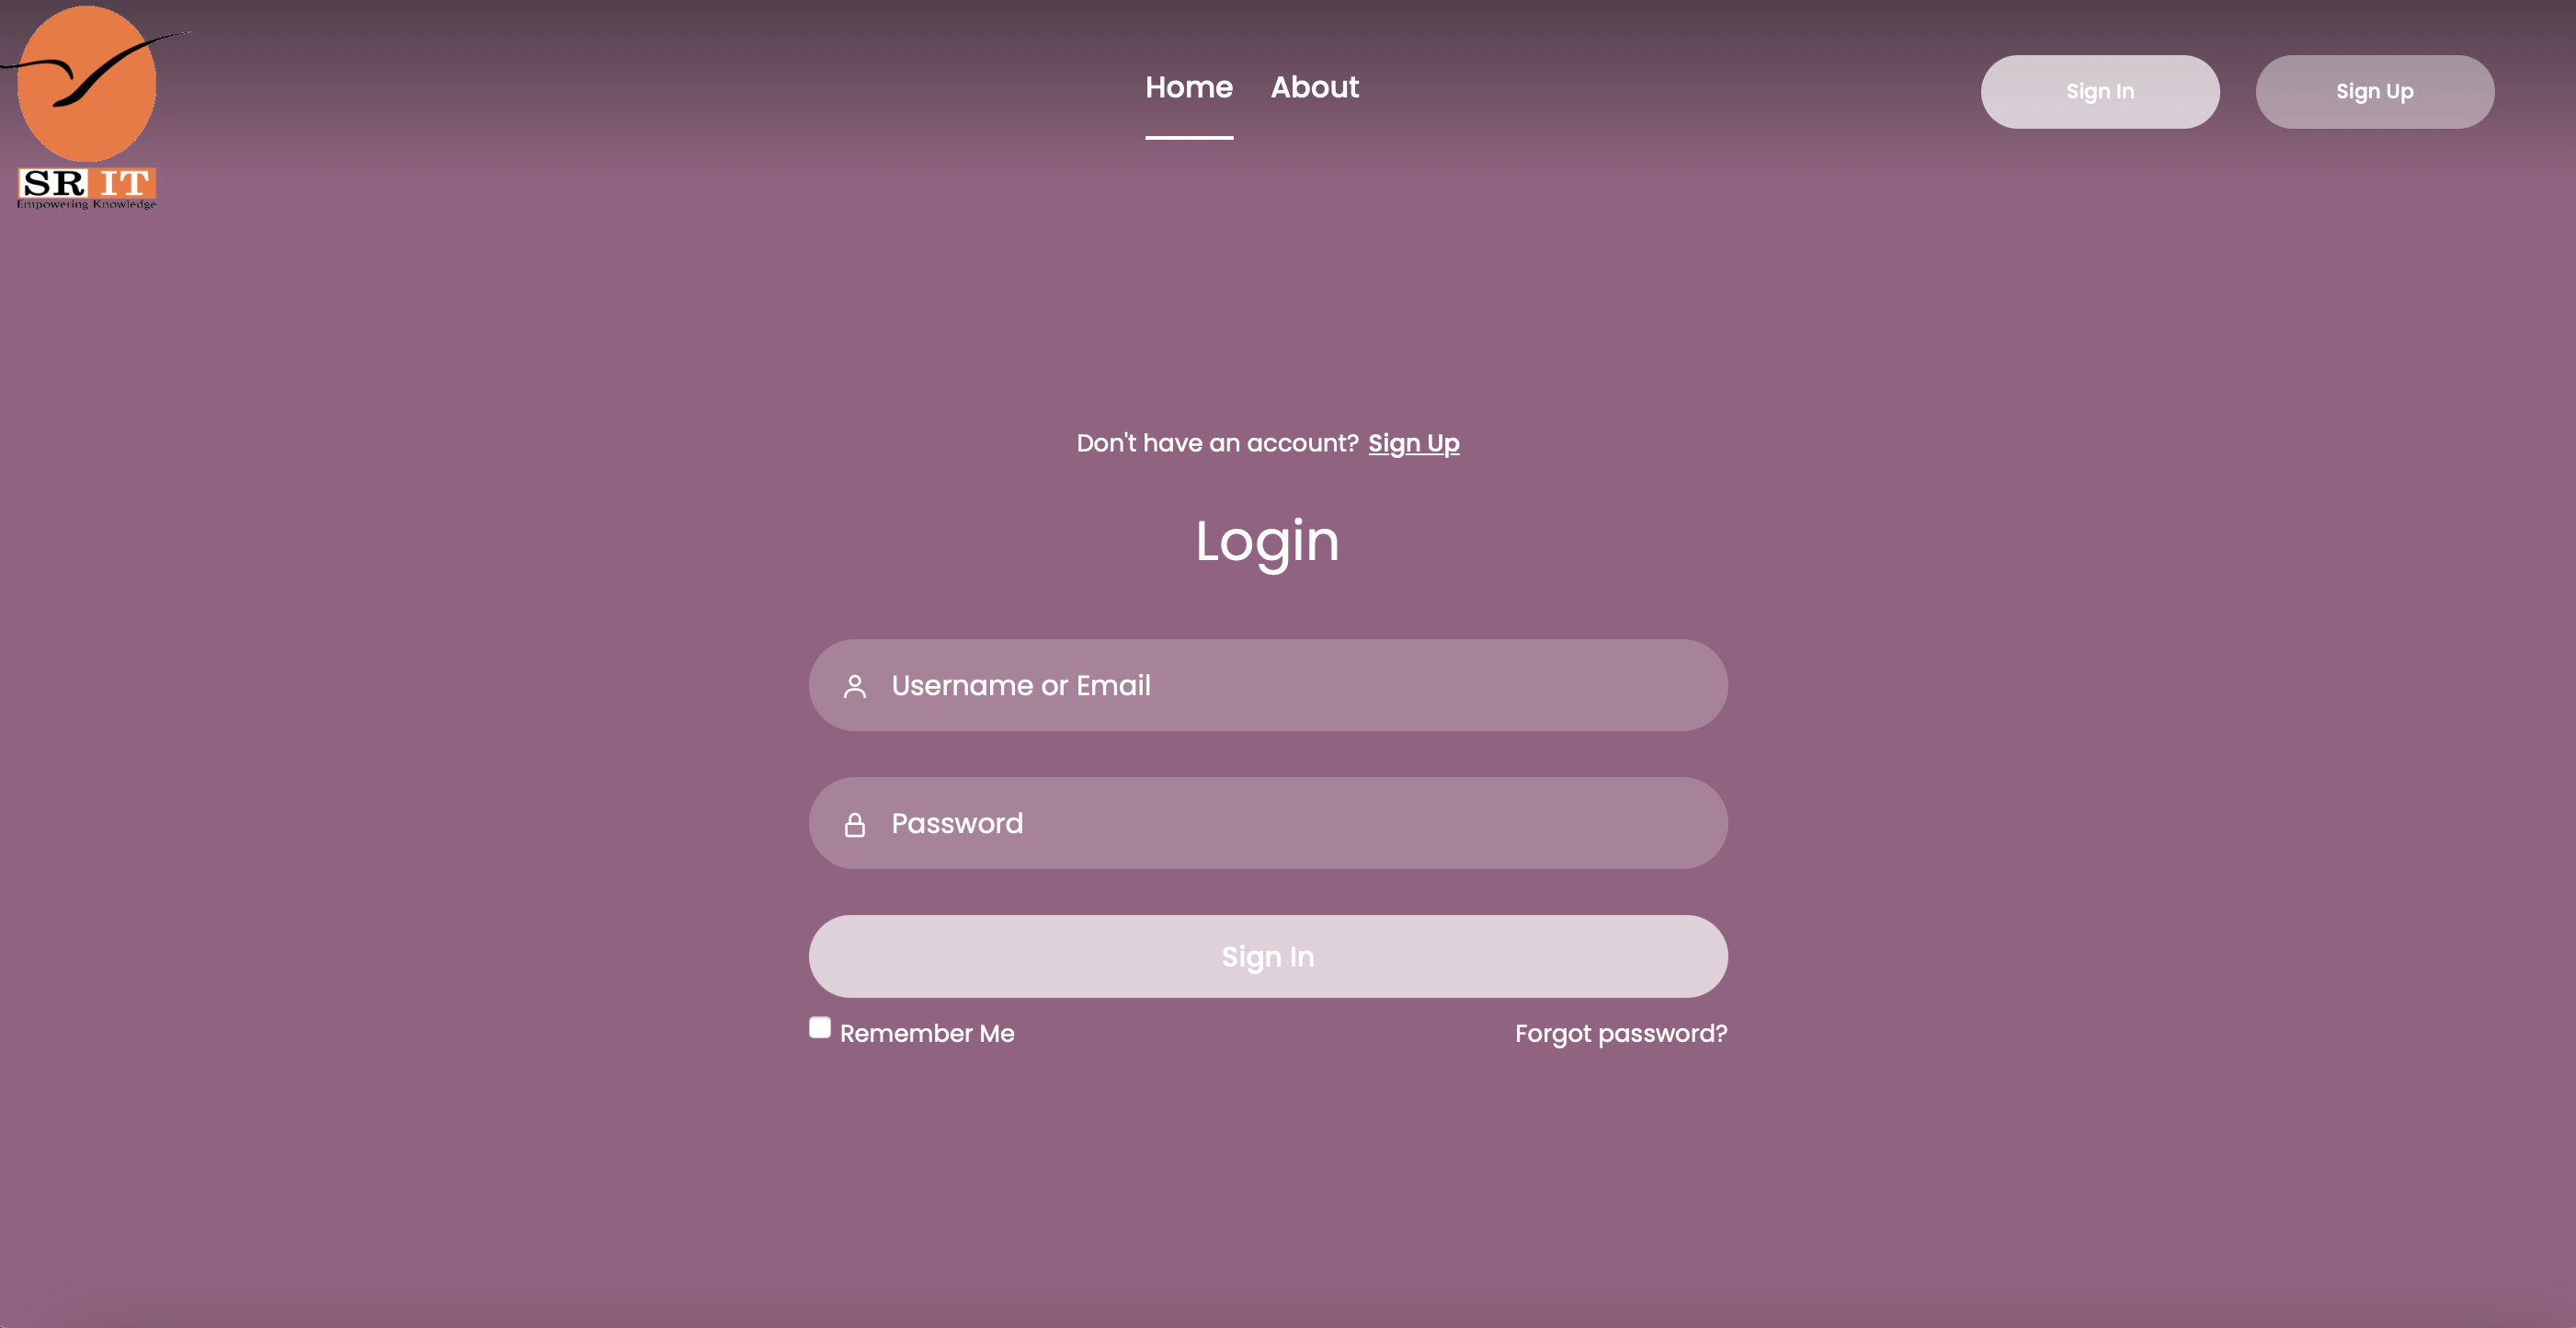 Home About
Sign In Sign Up
SR IT
Empowering Knowledge
Don't have an account? Sign Up
Login
Username or Email
Password
Sign In
Remember Me
Forgot password?